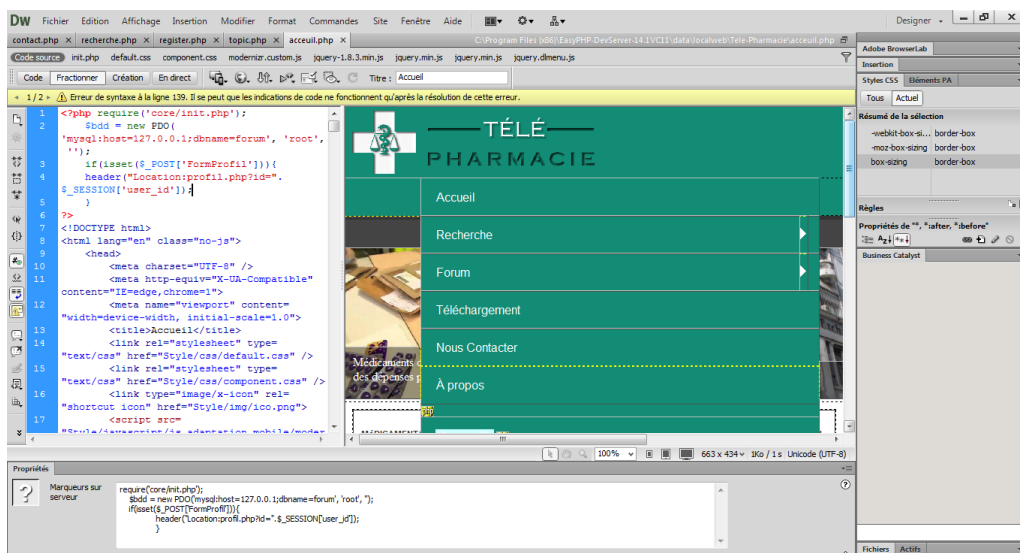 DW Fichier Edition Affichage Insertion Modifier Format Commandes Site Fenêtre Aide Designer
contact.php × recherche.php × register.php × topic.php × acceuil.php ×
C:\Program Files (x86)\EasyPHP-DevServer-14.1VC11\data\localweb\Tele-Pharmacie\acceuil.php
Code source init.php default.css component.css modernizr.custom.js jquery-1.8.3.min.js jquery.min.js jquery.min.js jquery.dlmenu.js
Code Fractionner Création En direct Titre : Accueil
1 / 2 Erreur de syntaxe à la ligne 139. Il se peut que les indications de code ne fonctionnent qu'après la résolution de cette erreur.
1 <?php require('core/init.php');
2 $bdd = new PDO(
'mysql:host=127.0.0.1;dbname=forum', 'root',
'');
3 if(isset($_POST['FormProfil'])){
4 header("Location:profil.php?id=".
$_SESSION['user_id']);
5 }
6 ?>
7 <!DOCTYPE html>
8 <html lang="en" class="no-js">
9 <head>
10 <meta charset="UTF-8" />
11 <meta http-equiv="X-UA-Compatible"
content="IE=edge,chrome=1">
12 <meta name="viewport" content=
"width=device-width, initial-scale=1.0">
13 <title>Accueil</title>
14 <link rel="stylesheet" type=
"text/css" href="Style/css/default.css" />
15 <link rel="stylesheet" type=
"text/css" href="Style/css/component.css" />
16 <link type="image/x-icon" rel=
"shortcut icon" href="Style/img/ico.png">
17 <script src=
TÉLÉ
PHARMACIE
Accueil
Recherche
Forum
Téléchargement
Nous Contacter
À propos
Médicaments
des dépenses
php
100% 663 x 434 1Ko / 1 s Unicode (UTF-8)
Adobe BrowserLab
Insertion
Styles CSS Eléments PA
Tous Actuel
Résumé de la sélection
-webkit-box-si... border-box
-moz-box-sizing border-box
box-sizing border-box
Règles
Propriétés de "*, *:after, *:before"
Business Catalyst
Fichiers Actifs
Propriétés
Marqueurs sur
serveur
require('core/init.php');
$bdd = new PDO('mysql:host=127.0.0.1;dbname=forum', 'root', '');
if(isset($_POST['FormProfil'])){
header("Location:profil.php?id=".$_SESSION['user_id']);
}